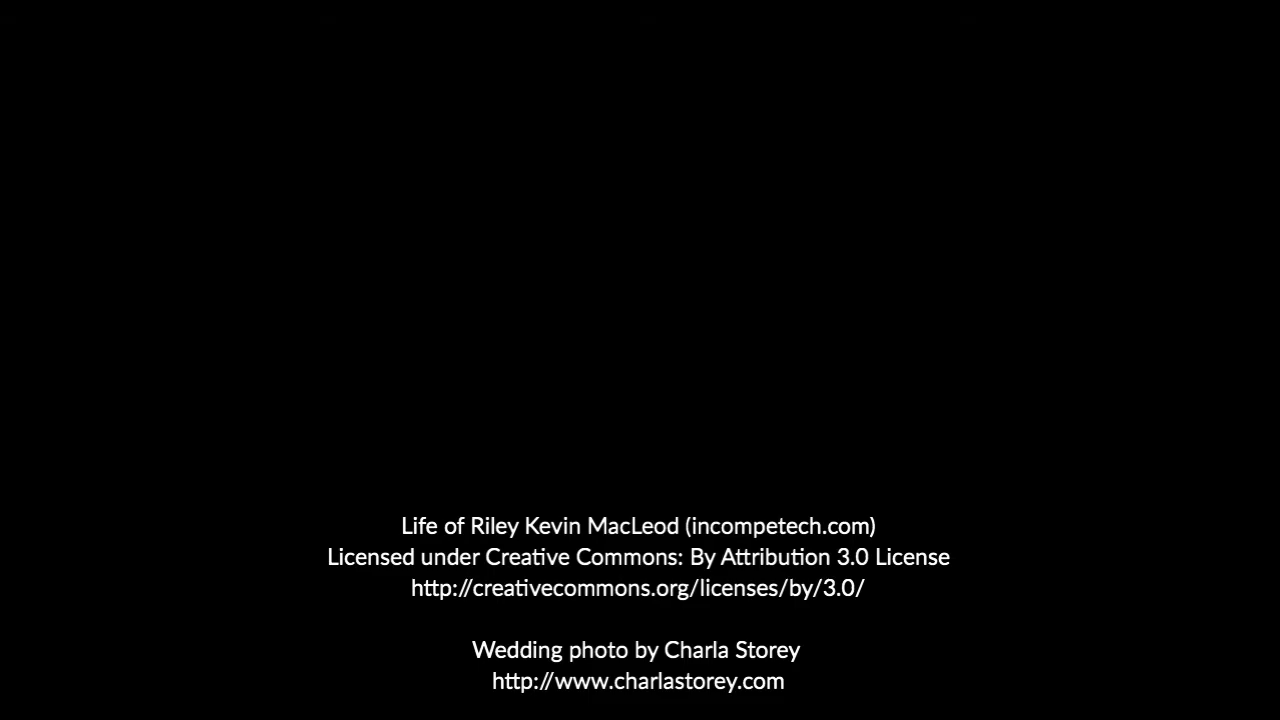 Life of Riley Kevin MacLeod (incompetech.com)
Licensed under Creative Commons: By Attribution 3.0 License
http://creativecommons.org/licenses/by/3.0/
Wedding photo by Charla Storey
http://www.charlastorey.com